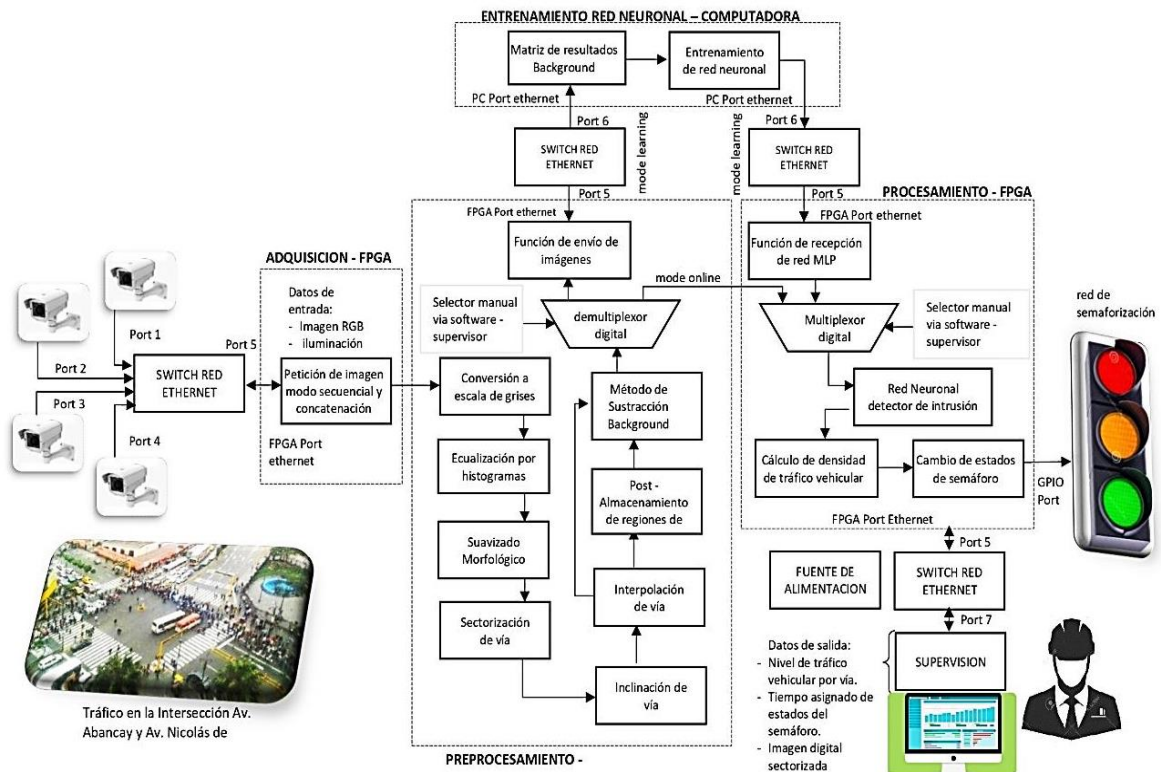 ENTRENAMIENTO RED NEURONAL – COMPUTADORA
Matriz de resultados
Background
Entrenamiento
de red neuronal
PC Port ethernet
PC Port ethernet
Port 6
Port 6
mode learning
mode learning
SWITCH RED
ETHERNET
SWITCH RED
ETHERNET
Port 5
Port 5
PROCESAMIENTO - FPGA
FPGA Port ethernet
FPGA Port ethernet
Función de envío de
imágenes
Función de recepción
de red MLP
ADQUISICION - FPGA
mode online
Datos de
entrada:
- Imagen RGB
- iluminación
Selector manual
via software -
supervisor
demultiplexor
digital
Multiplexor
digital
Selector manual
via software -
supervisor
red de
semaforización
Port 1
Port 2
Port 3
Port 4
Port 5
SWITCH RED
ETHERNET
Petición de imagen
modo secuencial y
concatenación
FPGA Port
ethernet
Conversión a
escala de grises
Método de
Sustracción
Background
Red Neuronal
detector de intrusión
Ecualización por
histogramas
Post -
Almacenamiento
de regiones de
Cálculo de densidad
de tráfico vehicular
Cambio de estados
de semáforo
GPIO
Port
FPGA Port Ethernet
Suavizado
Morfológico
Interpolación
de vía
Port 5
FUENTE DE
ALIMENTACION
SWITCH RED
ETHERNET
Sectorización
de vía
Port 7
Inclinación de
vía
Datos de salida:
- Nivel de tráfico
vehicular por vía.
- Tiempo asignado de
estados del
semáforo.
- Imagen digital
sectorizada
SUPERVISION
Tráfico en la Intersección Av.
Abancay y Av. Nicolás de
PREPROCESAMIENTO -